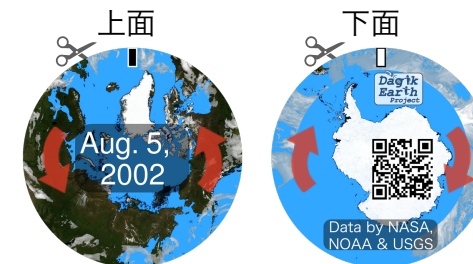 上面
下面
Dagik
Earth
Project
Aug. 5,
2002
Data by NASA,
NOAA & USGS